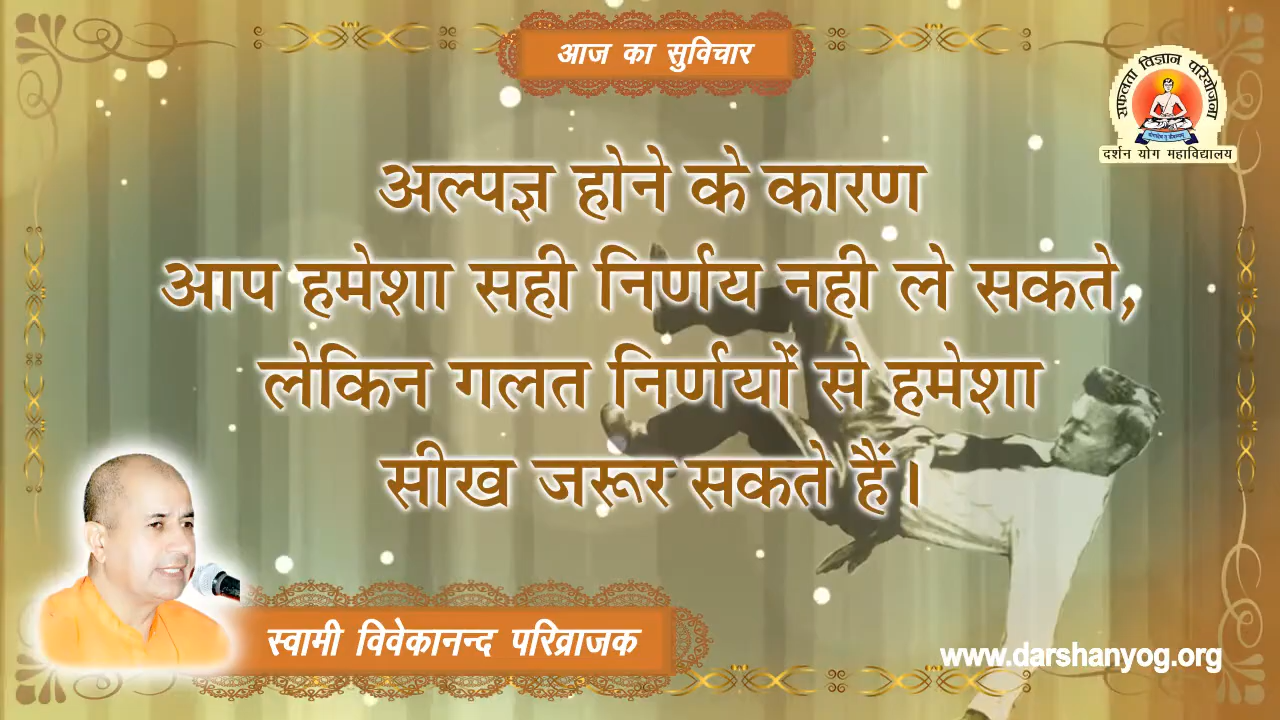 आज का सुविचार
सफलता विज्ञान परियोजना
दर्शन योग महाविद्यालय
अल्पज्ञ होने के कारण
आप हमेशा सही निर्णय नही ले सकते,
लेकिन गलत निर्णयों से हमेशा
सीख जरूर सकते हैं।
स्वामी विवेकानन्द परिव्राजक
www.darshanyog.org